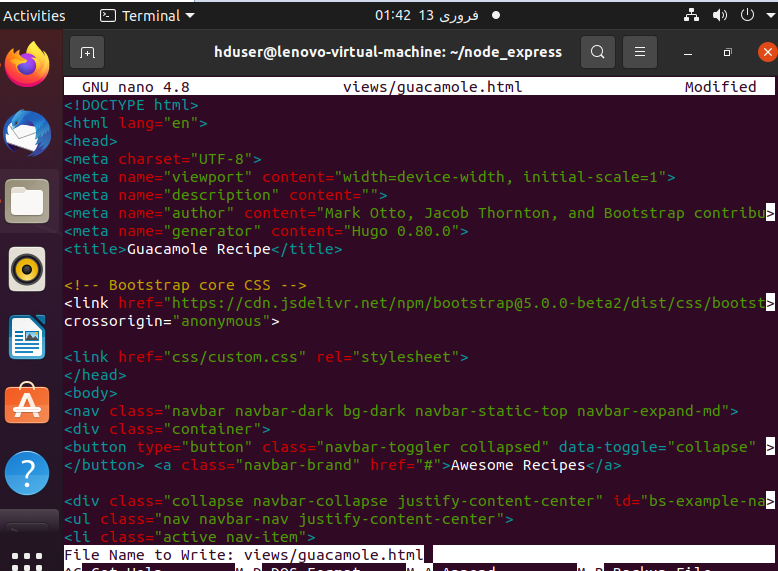 Activities Terminal 01:42 13 فروری
hduser@lenovo-virtual-machine: ~/node_express
GNU nano 4.8 views/guacamole.html Modified
<!DOCTYPE html>
<html lang="en">
<head>
<meta charset="UTF-8">
<meta name="viewport" content="width=device-width, initial-scale=1">
<meta name="description" content="">
<meta name="author" content="Mark Otto, Jacob Thornton, and Bootstrap contribu>
<meta name="generator" content="Hugo 0.80.0">
<title>Guacamole Recipe</title>
<!-- Bootstrap core CSS -->
<link href="https://cdn.jsdelivr.net/npm/bootstrap@5.0.0-beta2/dist/css/bootst>
crossorigin="anonymous">
<link href="css/custom.css" rel="stylesheet">
</head>
<body>
<nav class="navbar navbar-dark bg-dark navbar-static-top navbar-expand-md">
<div class="container">
<button type="button" class="navbar-toggler collapsed" data-toggle="collapse" >
</button> <a class="navbar-brand" href="#">Awesome Recipes</a>
<div class="collapse navbar-collapse justify-content-center" id="bs-example-na>
<ul class="nav navbar-nav justify-content-center">
<li class="active nav-item">
File Name to Write: views/guacamole.html
^G Get Help M-D DOS Format M-A Append M-B Backup File